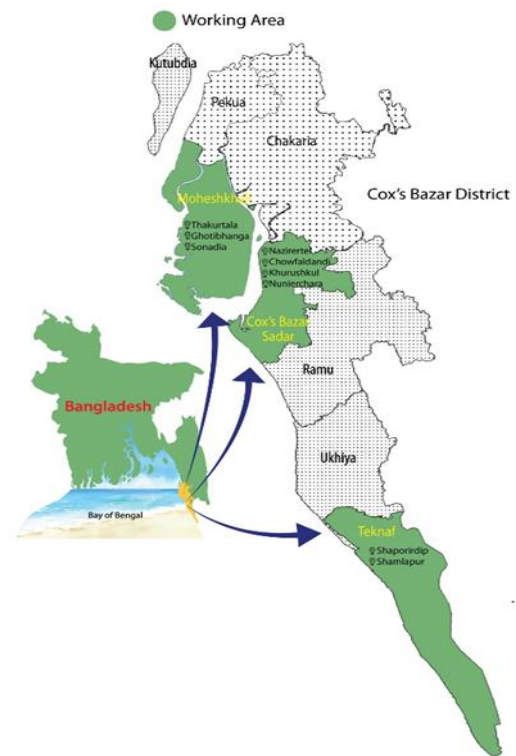 Working Area
Kutubdia
Pekua
Chakaria
Cox's Bazar District
Moheshkhali
Thakurtala
Ghotibhanga
Sonadia
Nazirertek
Chowfaldandi
Khurushkul
Nunierchara
Cox's Bazar
Sadar
Ramu
Bangladesh
Ukhiya
Bay of Bengal
Teknaf
Shaporirdip
Shamlapur